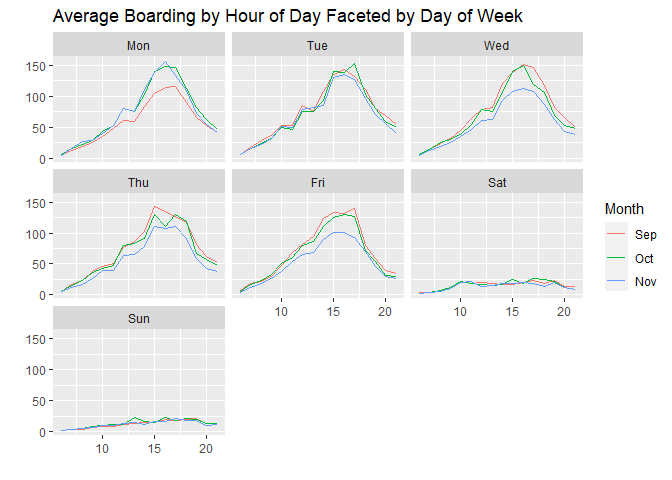 Average Boarding by Hour of Day Faceted by Day of Week
Mon Tue Wed
150
100
50
0
Thu Fri Sat
150
100
50
0
10 15 20 10 15 20
Sun
150
100
50
0
10 15 20
Month
Sep
Oct
Nov